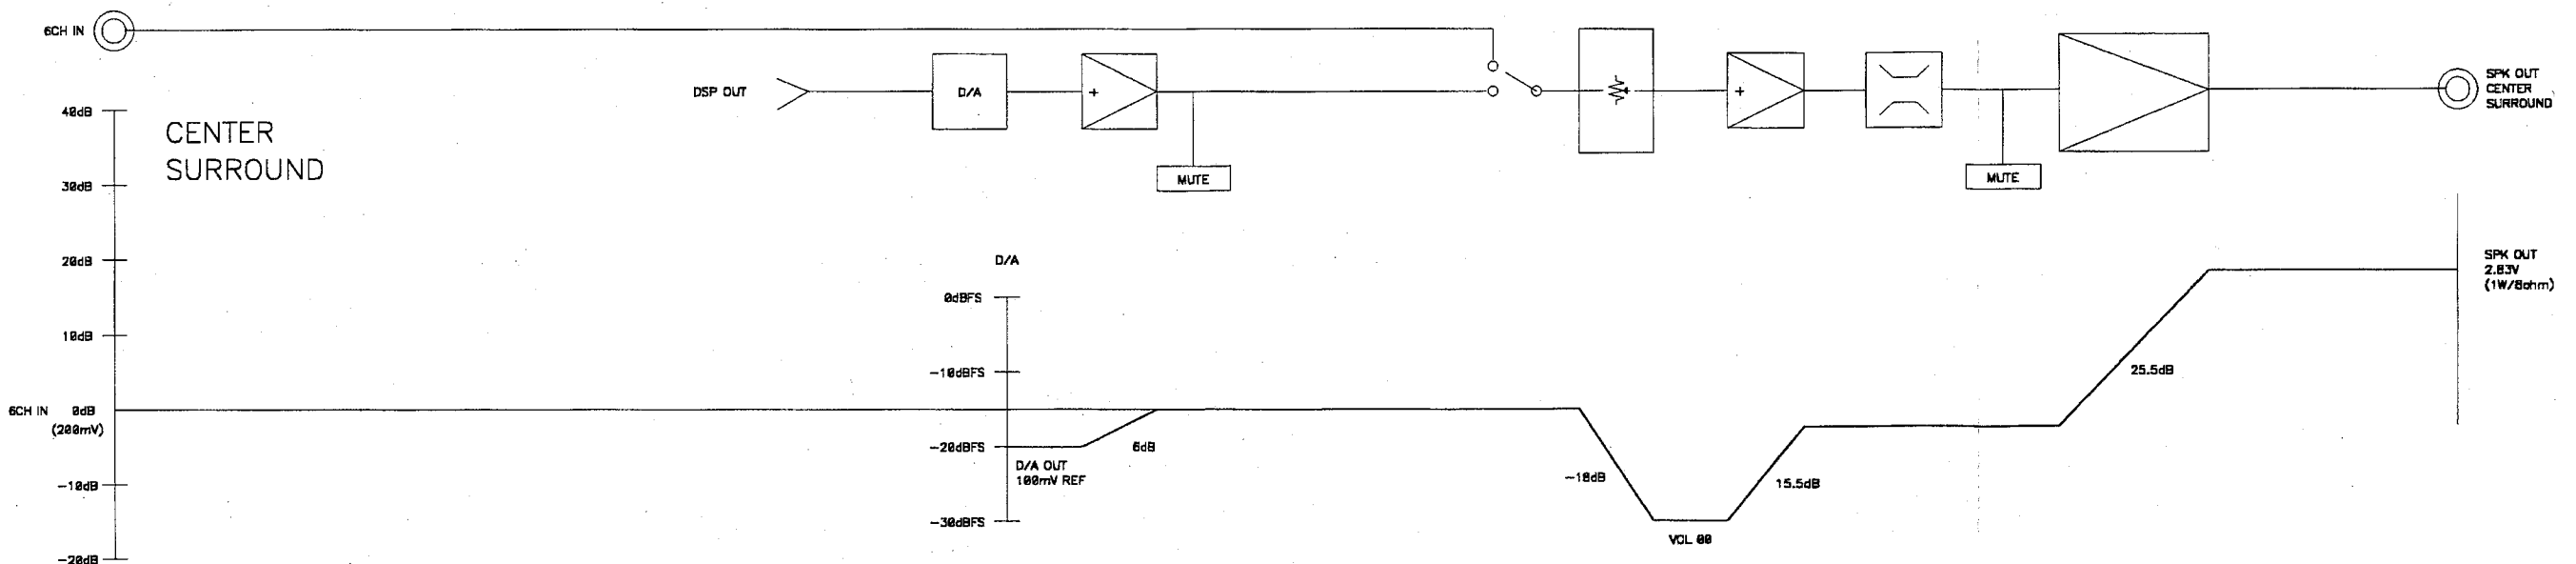 6CH IN
DSP OUT
D/A
+
+
SPK OUT
CENTER
SURROUND
MUTE
MUTE
CENTER
SURROUND
40dB
30dB
20dB
10dB
6CH IN 0dB
(200mV)
-10dB
-20dB
D/A
0dBFS
-10dBFS
-20dBFS
-30dBFS
D/A OUT
100mV REF
6dB
-18dB
VOL 00
15.5dB
25.5dB
SPK OUT
2.83V
(1W/8ohm)